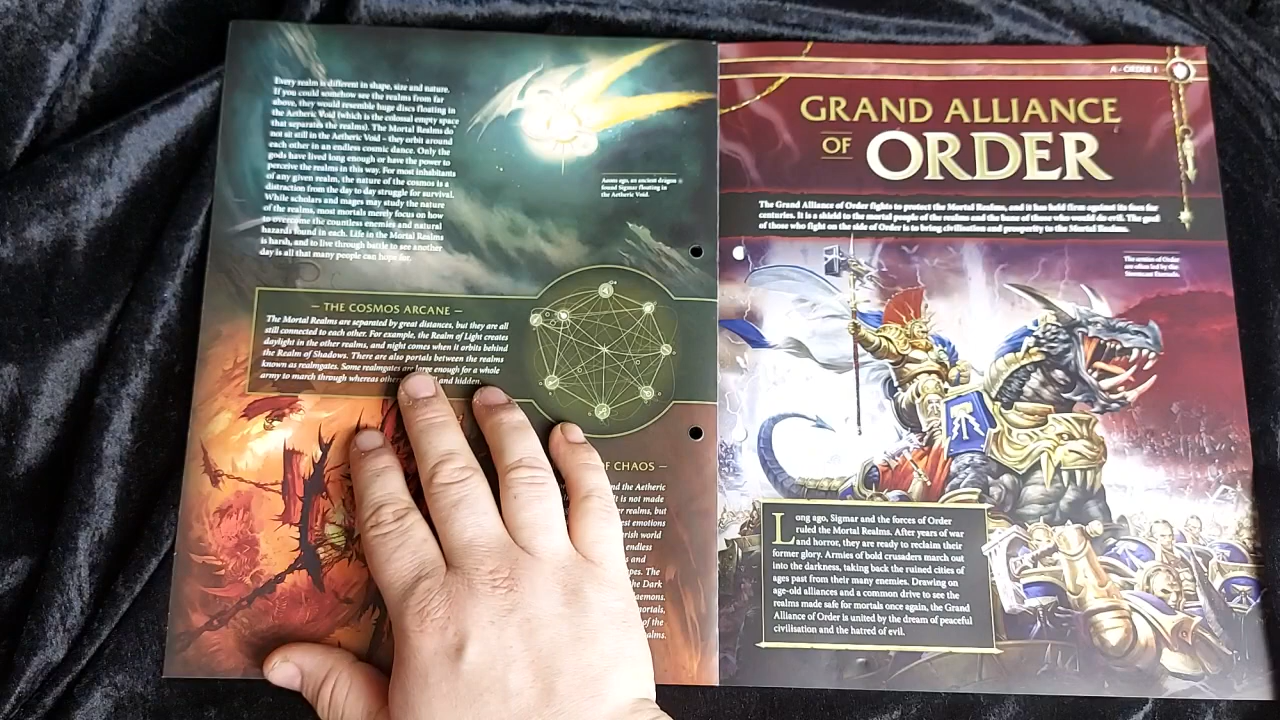 Every realm is different in shape, size and nature.
If you could somehow see the realms from far
above, they would resemble huge discs floating in
the Aetheric Void (which is the colossal empty space
that separates the realms). The Mortal Realms do
not sit still in the Aetheric Void – they orbit around
each other in an endless cosmic dance. Only the
gods have lived long enough or have the power to
perceive the realms in this way. For most inhabitants
of any given realm, the nature of the cosmos is a
distraction from the day to day struggle for survival.
While scholars and mages may study the nature
of the realms, most mortals merely focus on how
to overcome the countless enemies and natural
hazards found in each. Life in the Mortal Realms
is harsh, and to live through battle to see another
day is all that many people can hope for.
Aeons ago, an ancient dragon
found Sigmar floating in
the Aetheric Void.
– THE COSMOS ARCANE –
The Mortal Realms are separated by great distances, but they are all
still connected to each other. For example, the Realm of Light creates
daylight in the other realms, and night comes when it orbits behind
the Realm of Shadows. There are also portals between the realms
known as realmgates. Some realmgates are large enough for a whole
army to march through whereas and hidden.
OF CHAOS –
and the Aetheric
It is not made
realms, but
emotions
world
endless
and
The
the Dark
mortals,
of the
A - ORDER 1
GRAND ALLIANCE
OF ORDER
The Grand Alliance of Order fights to protect the Mortal Realms, and it has held firm against its foes for
centuries. It is a shield to the mortal people of the realms and the bane of those who would do evil. The goal
of those who fight on the side of Order is to bring civilisation and prosperity to the Mortal Realms.
The armies of Order
are often led by the
Stormcast Eternals.
Long ago, Sigmar and the forces of Order
ruled the Mortal Realms. After years of war
and horror, they are ready to reclaim their
former glory. Armies of bold crusaders march out
into the darkness, taking back the ruined cities of
ages past from their many enemies. Drawing on
age-old alliances and a common drive to see the
realms made safe for mortals once again, the Grand
Alliance of Order is united by the dream of peaceful
civilisation and the hatred of evil.